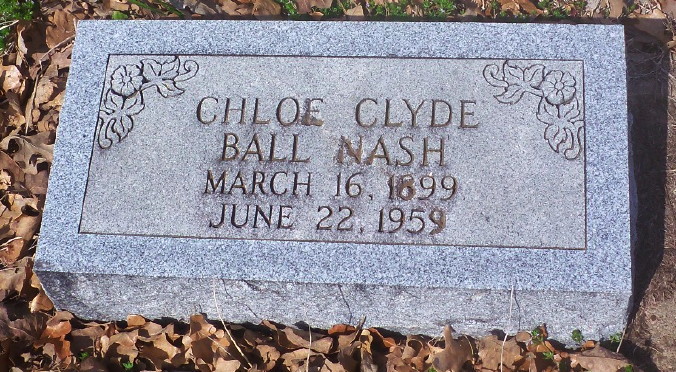 CHLOE CLYDE
BALL NASH
MARCH 16, 1899
JUNE 22, 1959